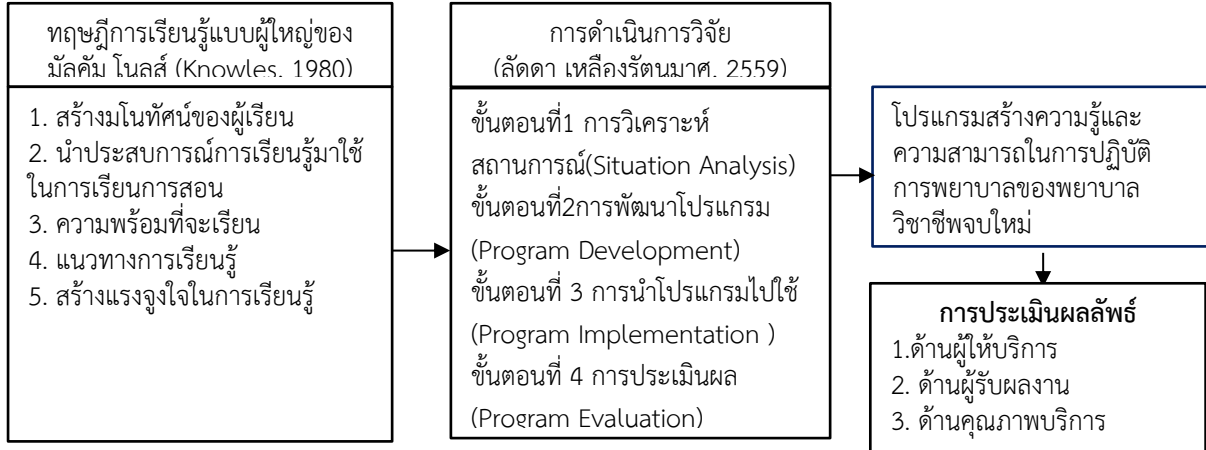 ทฤษฎีการเรียนรู้แบบผู้ใหญ่ของ
มัลคัม โนลส์ (Knowles, 1980)
1. สร้างมโนทัศน์ของผู้เรียน
2. นำประสบการณ์การเรียนรู้มาใช้
ในการเรียนการสอน
3. ความพร้อมที่จะเรียน
4. แนวทางการเรียนรู้
5. สร้างแรงจูงใจในการเรียนรู้
การดำเนินการวิจัย
(ลัดดา เหลืองรัตนมาศ, 2559)
ขั้นตอนที่1 การวิเคราะห์
สถานการณ์(Situation Analysis)
ขั้นตอนที่2การพัฒนาโปรแกรม
(Program Development)
ขั้นตอนที่ 3 การนำโปรแกรมไปใช้
(Program Implementation )
ขั้นตอนที่ 4 การประเมินผล
(Program Evaluation)
โปรแกรมสร้างความรู้และ
ความสามารถในการปฏิบัติ
การพยาบาลของพยาบาล
วิชาชีพจบใหม่
การประเมินผลลัพธ์
1.ด้านผู้ให้บริการ
2. ด้านผู้รับผลงาน
3. ด้านคุณภาพบริการ